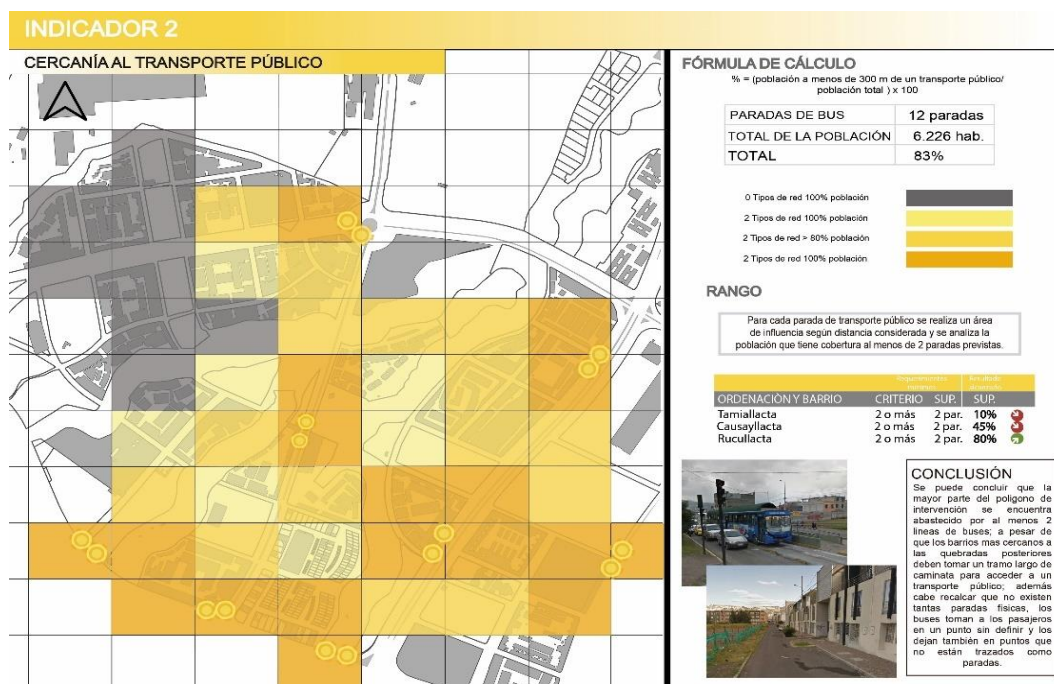 INDICADOR 2
CERCANÍA AL TRANSPORTE PÚBLICO
FÓRMULA DE CÁLCULO
% = (población a menos de 300 m de un transporte público/
población total ) x 100
PARADAS DE BUS 12 paradas
TOTAL DE LA POBLACIÓN 6.226 hab.
TOTAL 83%
0 Tipos de red 100% población
2 Tipos de red 100% población
2 Tipos de red > 80% población
2 Tipos de red 100% población
RANGO
Para cada parada de transporte público se realiza un área
de influencia según distancia considerada y se analiza la
población que tiene cobertura al menos de 2 paradas previstas.
Resultado
ORDENACIÓN Y BARRIO CRITERIO SUP. SUP.
Tamiallacta 2 o más 2 par. 10%
Causayllacta 2 o más 2 par. 45%
Rucullacta 2 o más 2 par. 80%
CONCLUSIÓN
Se puede concluir que la
mayor parte del poligono de
intervención se encuentra
abastecido por al menos 2
lineas de buses; a pesar de
que los barrios mas cercanos a
las quebradas posteriores
deben tomar un tramo largo de
caminata para acceder a un
transporte público; además
cabe recalcar que no existen
tantas paradas fisicas, los
buses toman a los pasajeros
en un punto sin definir y los
dejan también en puntos que
no están trazados como
paradas.